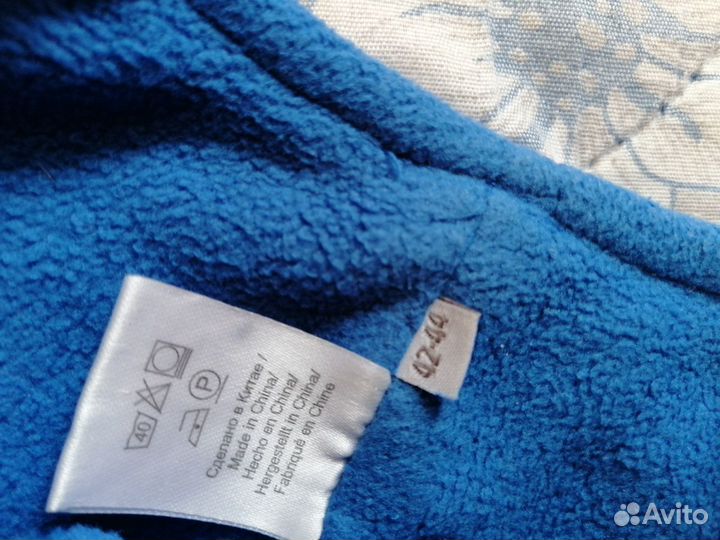 40
P
Сделано в Китае /
Made in China/
Hecho en China/
Hergestellt in China/
Fabriqué en Chine
42-44
Avito